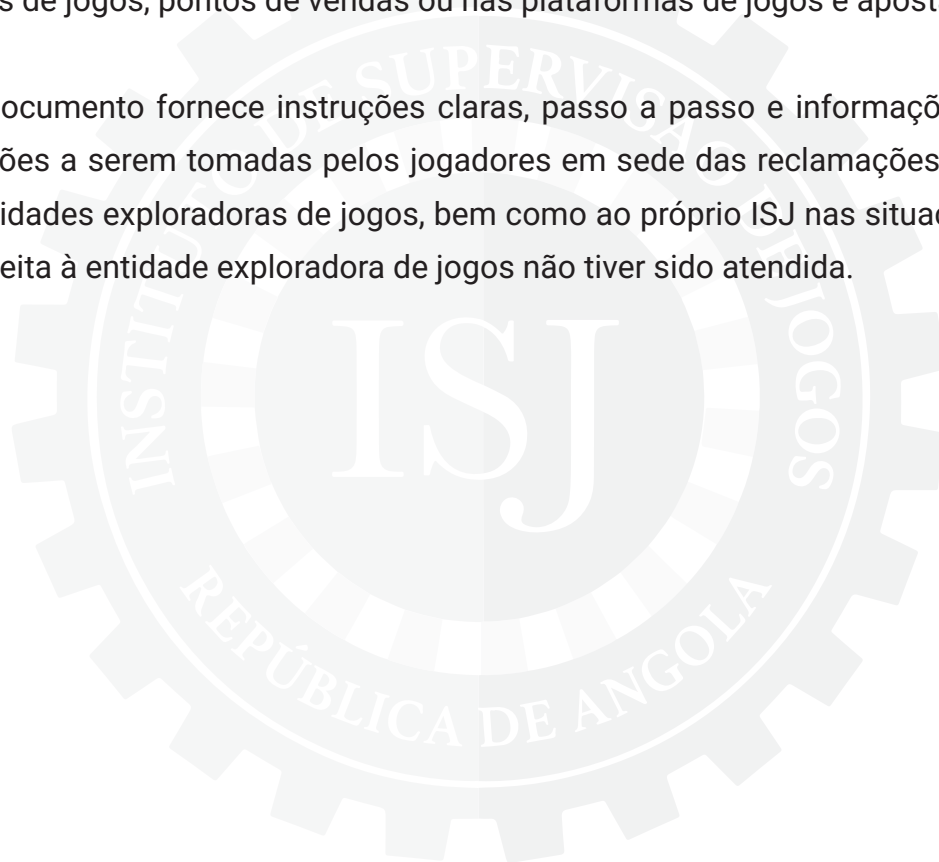 s de jogos, pontos de vendas ou nas plataformas de jogos e apost
ocumento fornece instruções claras, passo a passo e informaçõ
ões a serem tomadas pelos jogadores em sede das reclamações
idades exploradoras de jogos, bem como ao próprio ISJ nas situa
eita à entidade exploradora de jogos não tiver sido atendida.
INSTITUTO DE SUPERVISÃO DE JOGOS
ISJ
REPÚBLICA DE ANGOLA